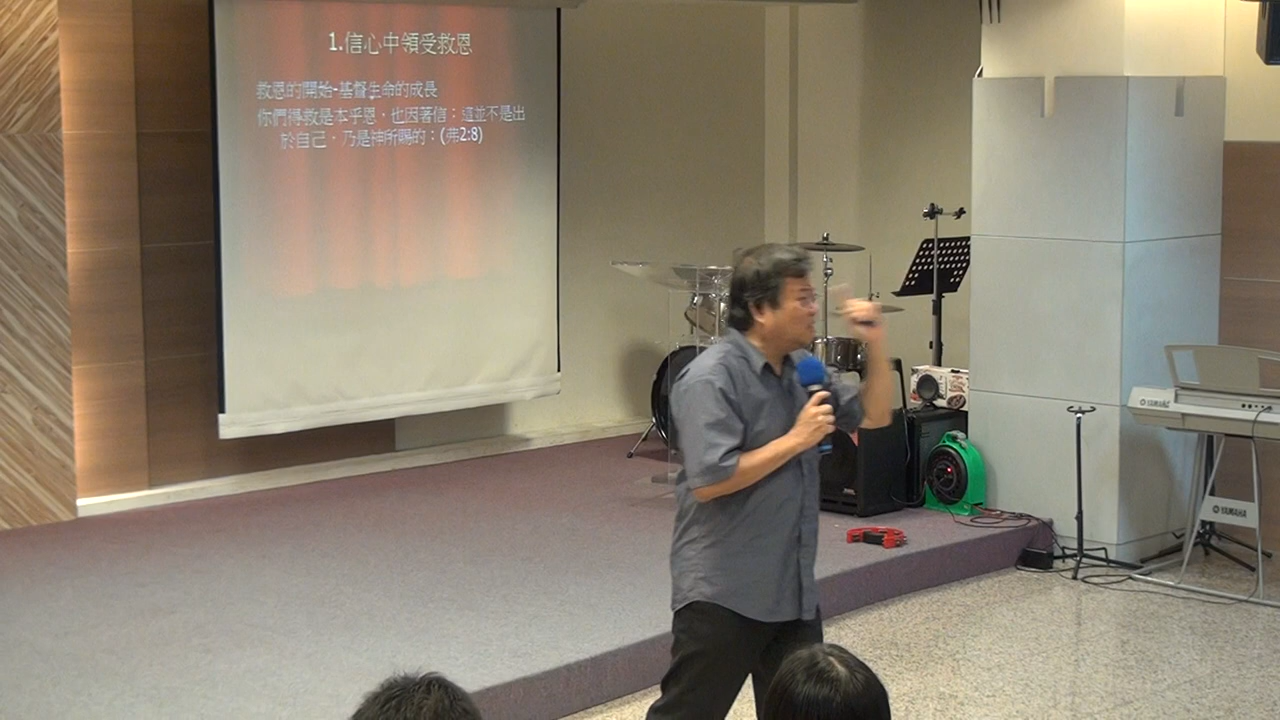 1.信心中領受救恩
救恩的開始-基督生命的成長
你們得救是本乎恩，也因著信；這並不是出
於自己，乃是神所賜的；(弗2:8)
YAMAHA
YAMAHA